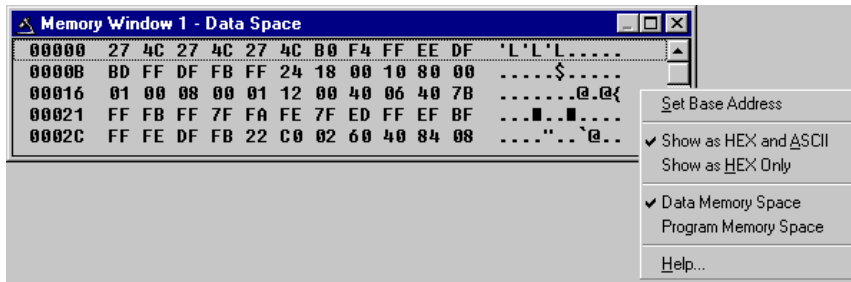 Memory Window 1 - Data Space
00000 27 4C 27 4C 27 4C B0 F4 FF EE DF 'L'L'L.....
0000B BD FF DF FB FF 24 18 00 10 80 00 .....$.....
00016 01 00 08 00 01 12 00 40 06 40 7B .......@.@{
00021 FF FB FF 7F FA FE 7F ED FF EF BF ...▮..▮....
0002C FF FE DF FB 22 C0 02 60 40 84 08 ...."..`@..
Set Base Address
Show as HEX and ASCII
Show as HEX Only
Data Memory Space
Program Memory Space
Help...